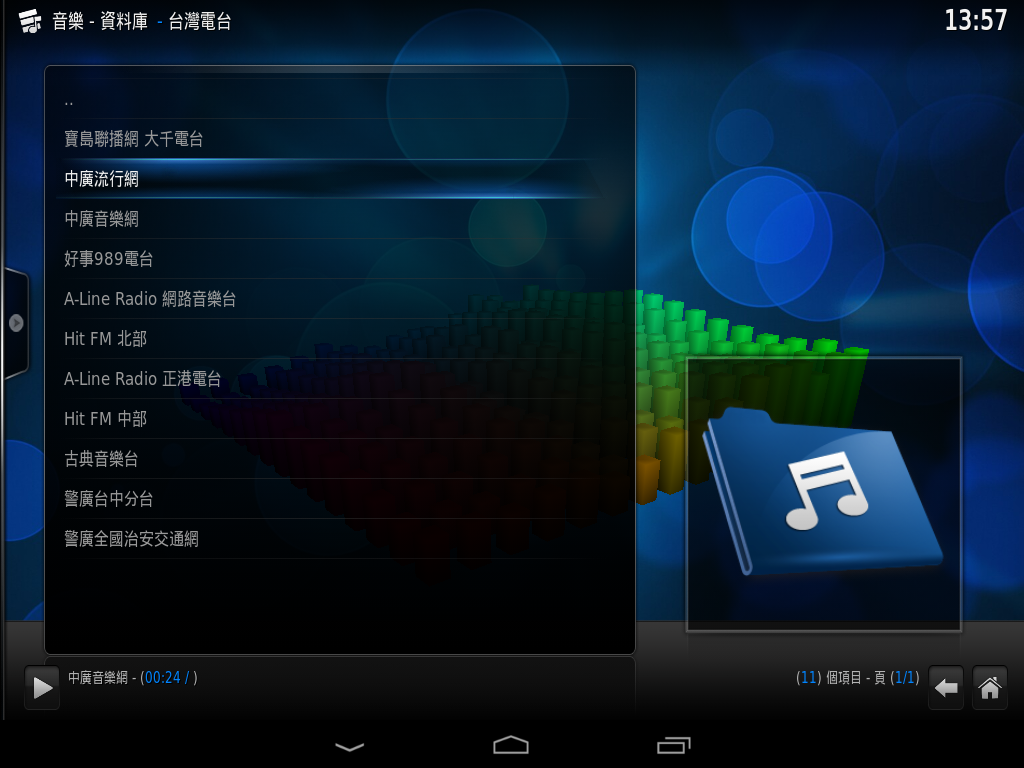 音樂 - 資料庫 - 台灣電台
13:57
..
寶島聯播網 大千電台
中廣流行網
中廣音樂網
好事989電台
A-Line Radio 網路音樂台
Hit FM 北部
A-Line Radio 正港電台
Hit FM 中部
古典音樂台
警廣台中分台
警廣全國治安交通網
中廣音樂網 - (00:24 / )
(11) 個項目 - 頁 (1/1)